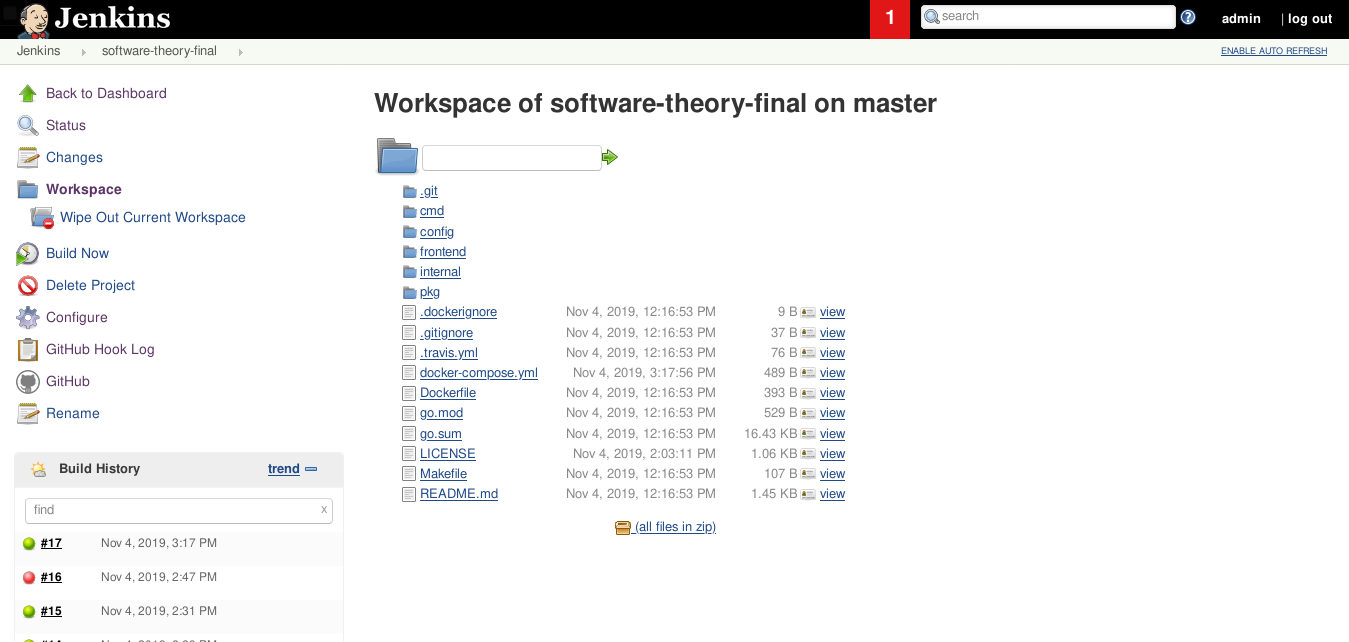 Jenkins
1
search
?
admin
| log out
Jenkins
software-theory-final
ENABLE AUTO REFRESH
Back to Dashboard
Status
Changes
Workspace
Wipe Out Current Workspace
Build Now
Delete Project
Configure
GitHub Hook Log
GitHub
Rename
Build History
trend
find
x
#17 Nov 4, 2019, 3:17 PM
#16 Nov 4, 2019, 2:47 PM
#15 Nov 4, 2019, 2:31 PM
Workspace of software-theory-final on master
.git
cmd
config
frontend
internal
pkg
.dockerignore Nov 4, 2019, 12:16:53 PM 9 B view
.gitignore Nov 4, 2019, 12:16:53 PM 37 B view
.travis.yml Nov 4, 2019, 12:16:53 PM 76 B view
docker-compose.yml Nov 4, 2019, 3:17:56 PM 489 B view
Dockerfile Nov 4, 2019, 12:16:53 PM 393 B view
go.mod Nov 4, 2019, 12:16:53 PM 529 B view
go.sum Nov 4, 2019, 12:16:53 PM 16.43 KB view
LICENSE Nov 4, 2019, 2:03:11 PM 1.06 KB view
Makefile Nov 4, 2019, 12:16:53 PM 107 B view
README.md Nov 4, 2019, 12:16:53 PM 1.45 KB view
(all files in zip)